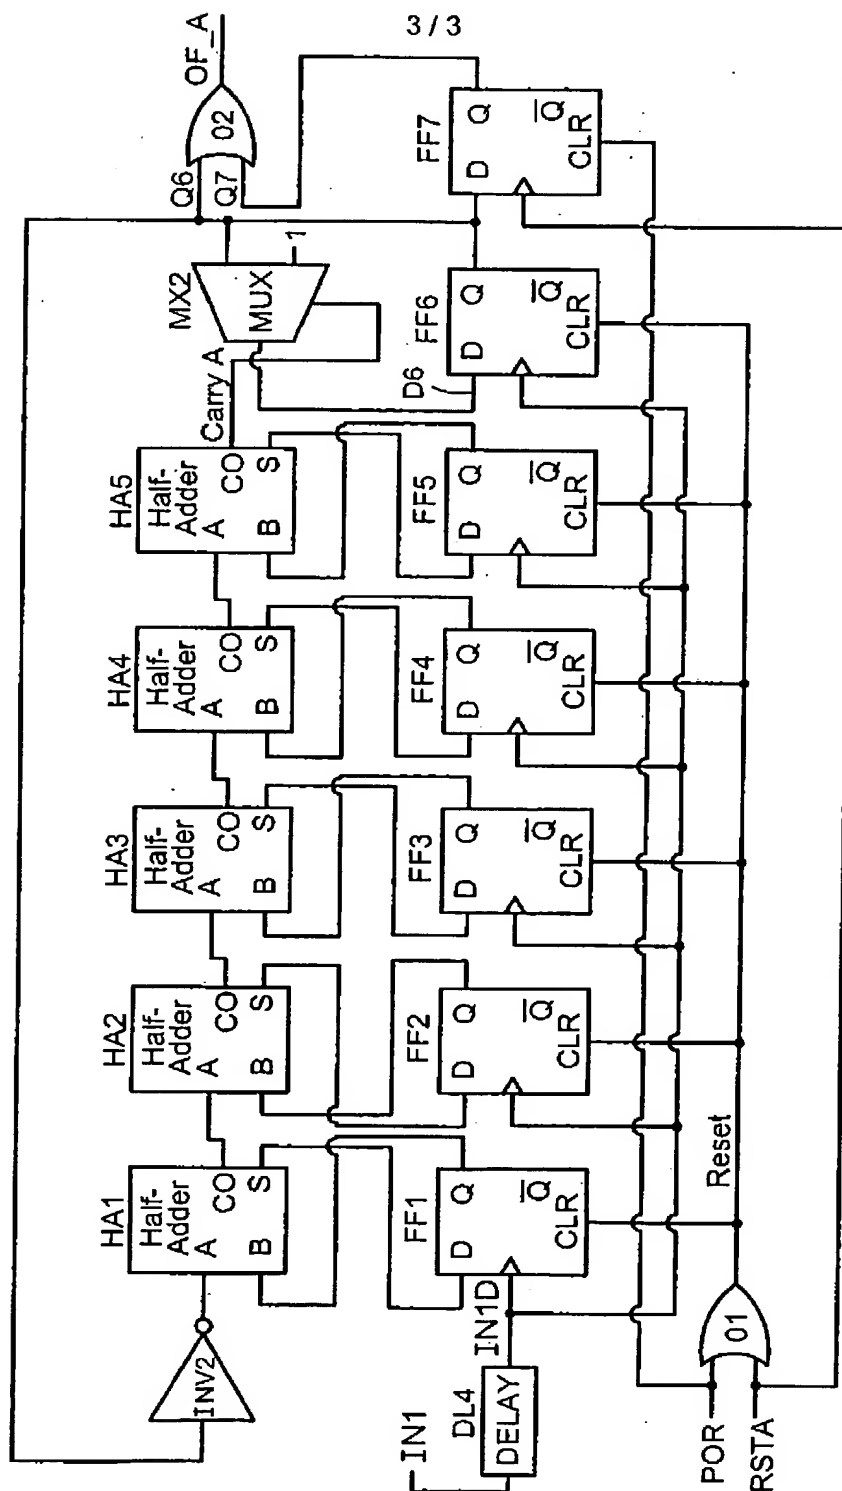 3 / 3
OF_A
02
Q6
Q7
1
MX2
MUX
Carry A
HA5
Half-
Adder
A
CO
B
S
HA4
Half-
Adder
A
CO
B
S
HA3
Half-
Adder
A
CO
B
S
HA2
Half-
Adder
A
CO
B
S
HA1
Half-
Adder
A
CO
B
S
INV2
FF7
D
Q
Q
CLR
FF6
D6
D
Q
Q
CLR
FF5
D
Q
Q
CLR
FF4
D
Q
Q
CLR
FF3
D
Q
Q
CLR
FF2
D
Q
Q
CLR
FF1
D
Q
Q
CLR
IN1D
IN1
DL4
DELAY
Reset
01
POR
RSTA